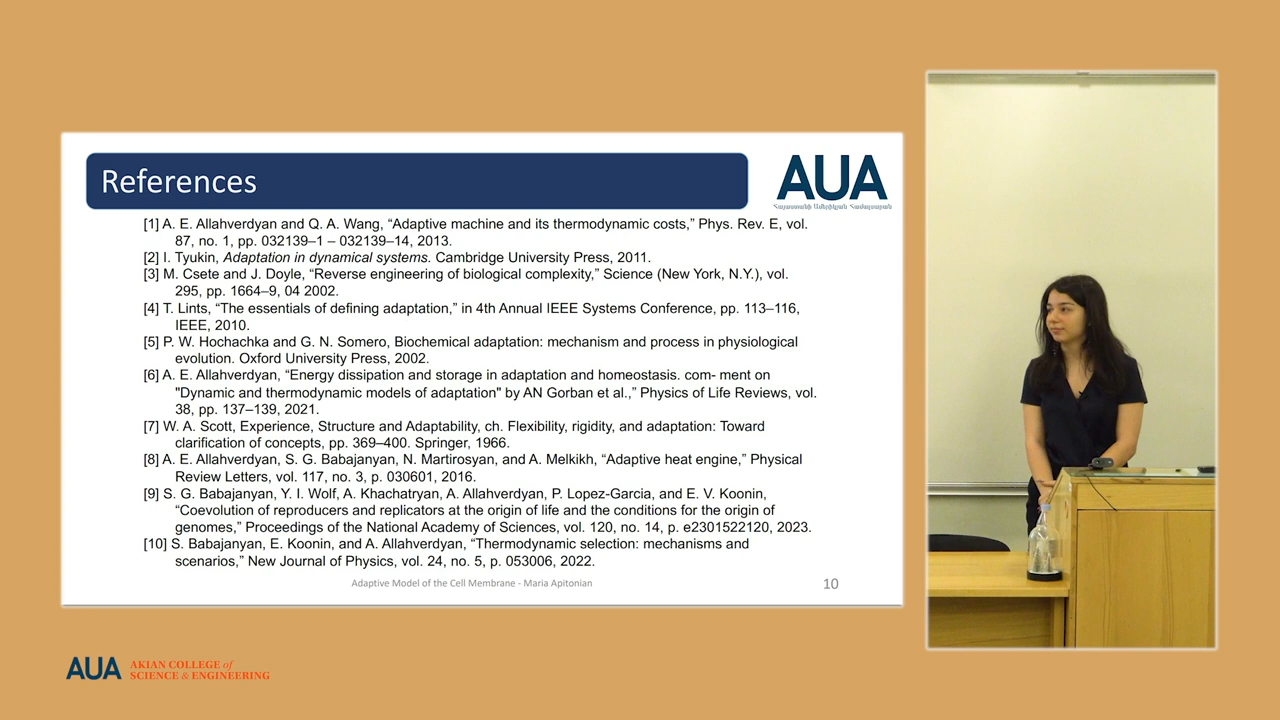 References
AUA
Հայաստանի Ամերիկյան Համալսարան
[1] A. E. Allahverdyan and Q. A. Wang, “Adaptive machine and its thermodynamic costs,” Phys. Rev. E, vol.
87, no. 1, pp. 032139–1 – 032139–14, 2013.
[2] I. Tyukin, Adaptation in dynamical systems. Cambridge University Press, 2011.
[3] M. Csete and J. Doyle, “Reverse engineering of biological complexity,” Science (New York, N.Y.), vol.
295, pp. 1664–9, 04 2002.
[4] T. Lints, “The essentials of defining adaptation,” in 4th Annual IEEE Systems Conference, pp. 113–116,
IEEE, 2010.
[5] P. W. Hochachka and G. N. Somero, Biochemical adaptation: mechanism and process in physiological
evolution. Oxford University Press, 2002.
[6] A. E. Allahverdyan, “Energy dissipation and storage in adaptation and homeostasis. com- ment on
"Dynamic and thermodynamic models of adaptation" by AN Gorban et al.,” Physics of Life Reviews, vol.
38, pp. 137–139, 2021.
[7] W. A. Scott, Experience, Structure and Adaptability, ch. Flexibility, rigidity, and adaptation: Toward
clarification of concepts, pp. 369–400. Springer, 1966.
[8] A. E. Allahverdyan, S. G. Babajanyan, N. Martirosyan, and A. Melkikh, “Adaptive heat engine,” Physical
Review Letters, vol. 117, no. 3, p. 030601, 2016.
[9] S. G. Babajanyan, Y. I. Wolf, A. Khachatryan, A. Allahverdyan, P. Lopez-Garcia, and E. V. Koonin,
“Coevolution of reproducers and replicators at the origin of life and the conditions for the origin of
genomes,” Proceedings of the National Academy of Sciences, vol. 120, no. 14, p. e2301522120, 2023.
[10] S. Babajanyan, E. Koonin, and A. Allahverdyan, “Thermodynamic selection: mechanisms and
scenarios,” New Journal of Physics, vol. 24, no. 5, p. 053006, 2022.
Adaptive Model of the Cell Membrane - Maria Apitonian
10
AUA
AKIAN COLLEGE of
SCIENCE & ENGINEERING